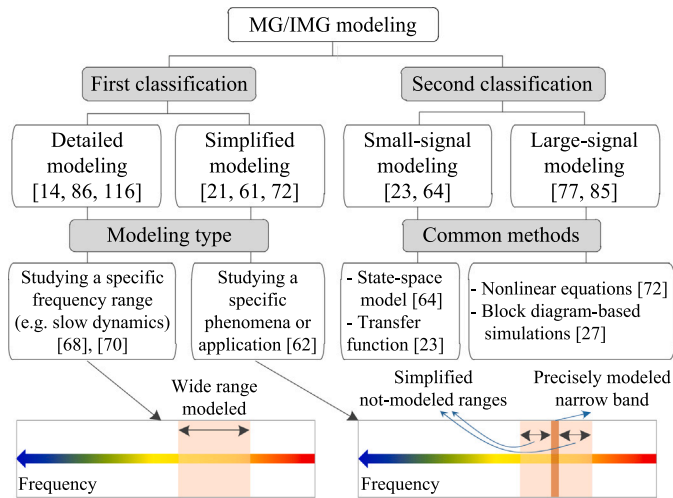 MG/IMG modeling
First classification
Second classification
Detailed
modeling
[14, 86, 116]
Simplified
modeling
[21, 61, 72]
Small-signal
modeling
[23, 64]
Large-signal
modeling
[77, 85]
Modeling type
Common methods
Studying a specific
frequency range
(e.g. slow dynamics)
[68], [70]
Studying a
specific
phenomena or
application [62]
- State-space
model [64]
- Transfer
function [23]
- Nonlinear equations [72]
- Block diagram-based
simulations [27]
Wide range
modeled
Simplified
not-modeled ranges
Precisely modeled
narrow band
Frequency
Frequency